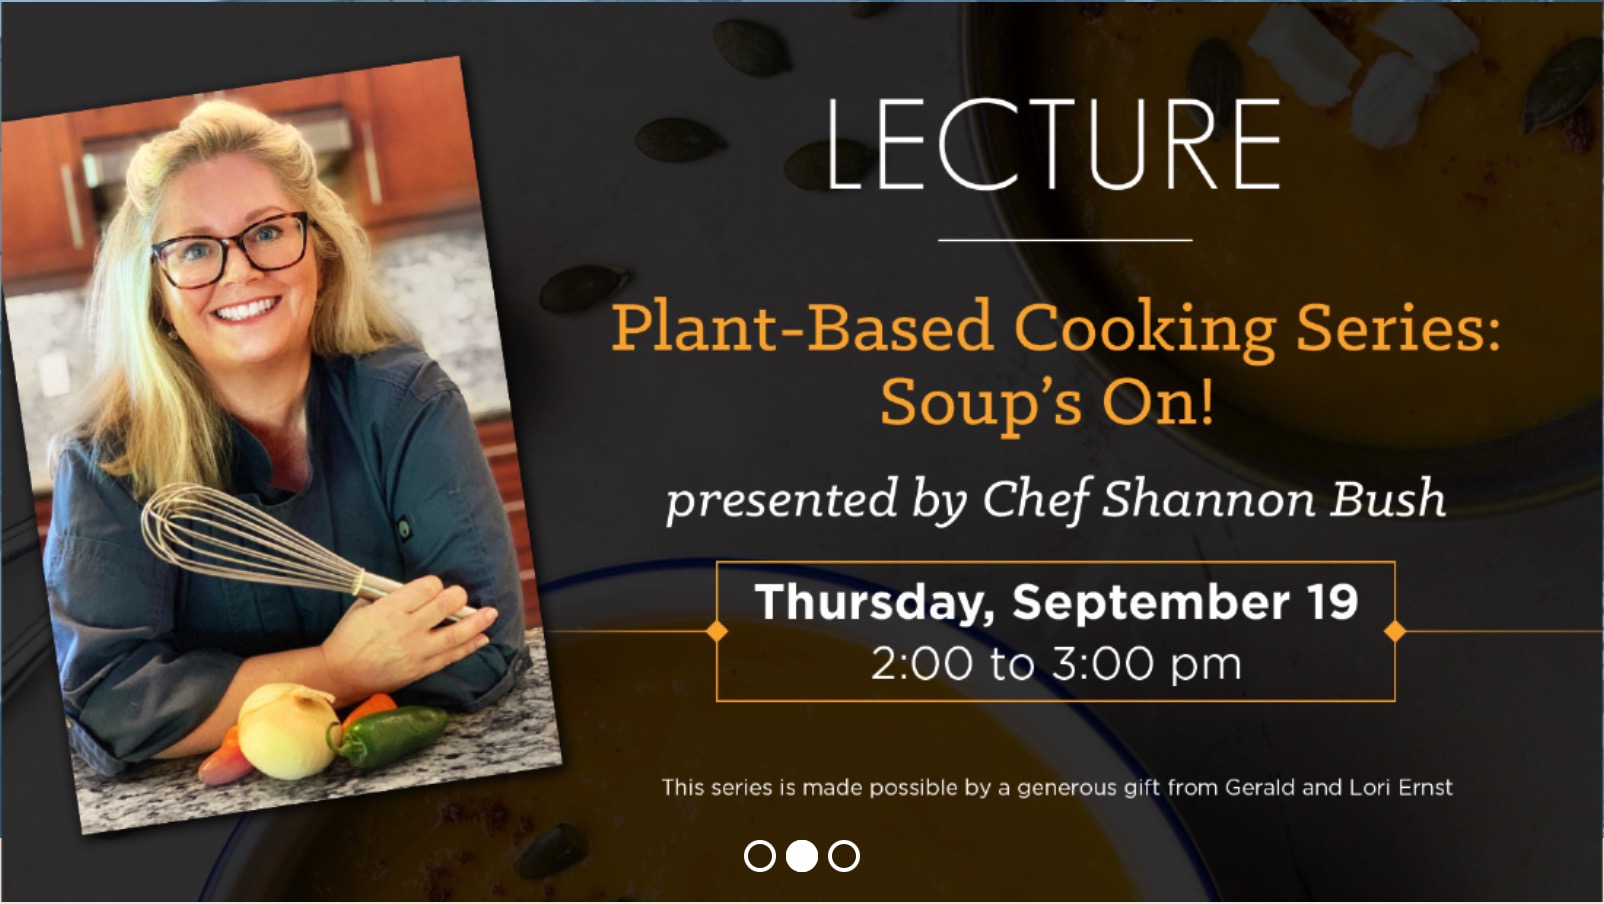 LECTURE
Plant-Based Cooking Series:
Soup’s On!
presented by Chef Shannon Bush
Thursday, September 19
2:00 to 3:00 pm
This series is made possible by a generous gift from Gerald and Lori Ernst